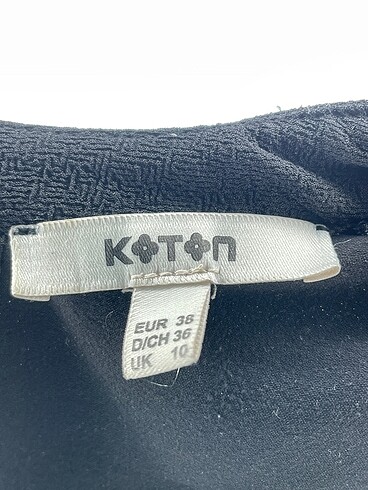 KOTON
EUR 38
D/CH 36
UK 10